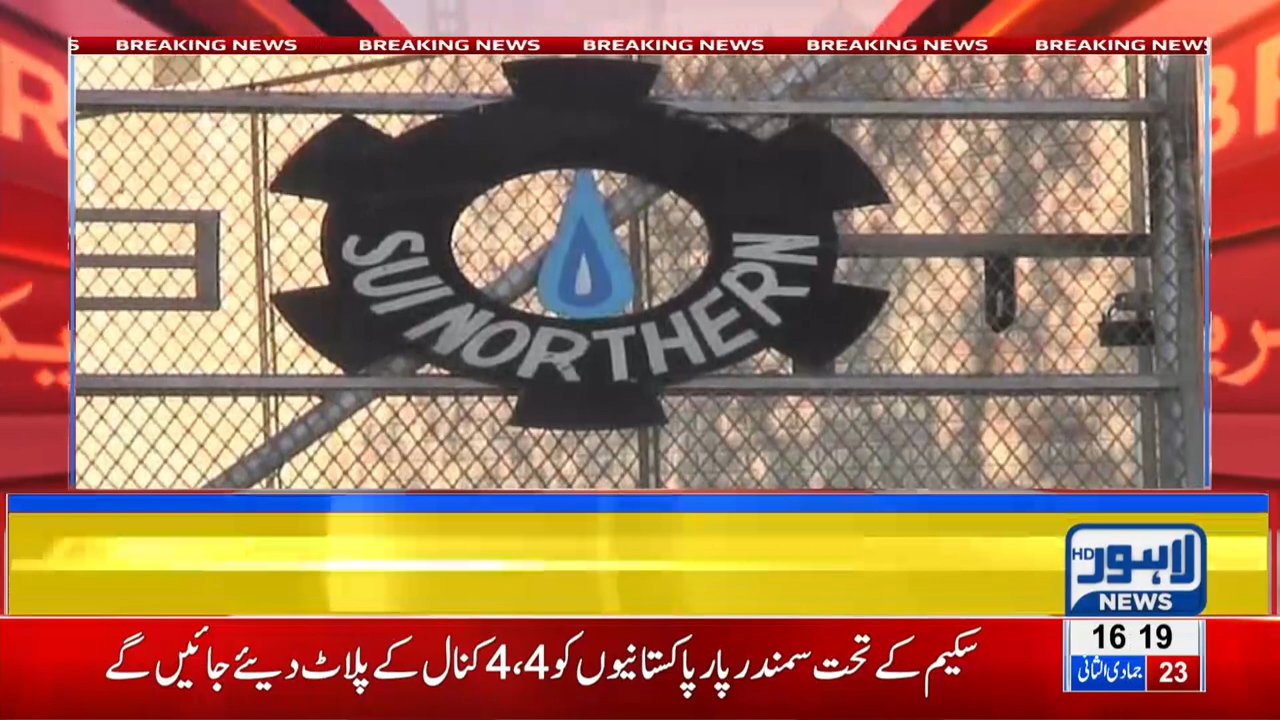 BREAKING NEWS BREAKING NEWS BREAKING NEWS BREAKING NEWS BREAKING NEWS
SUI NORTHERN
HD لاہور
NEWS
16 19
جمادی الثانی 23
سکیم کے تحت سمندر پار پاکستانیوں کو 4،4 کنال کے پلاٹ دیئے جائیں گے